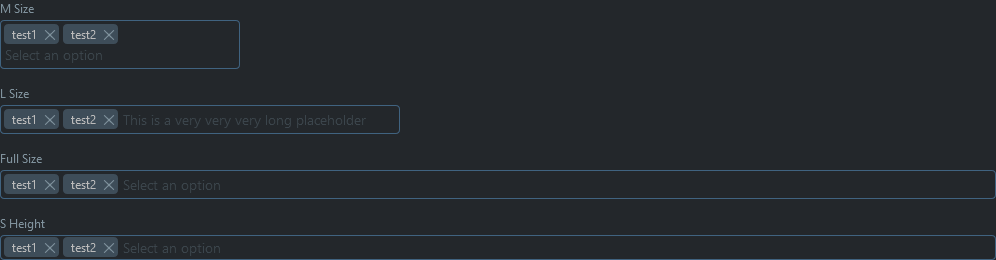 M Size
test1 test2
Select an option
L Size
test1 test2 This is a very very very long placeholder
Full Size
test1 test2 Select an option
S Height
test1 test2 Select an option